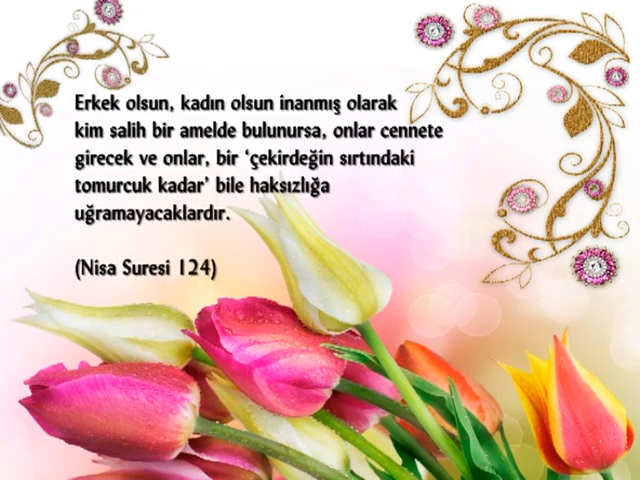 Erkek olsun, kadın olsun inanmış olarak
kim salih bir amelde bulunursa, onlar cennete
girecek ve onlar, bir ‘çekirdeğin sırtındaki
tomurcuk kadar’ bile haksızlığa
uğramayacaklardır.
(Nisa Suresi 124)